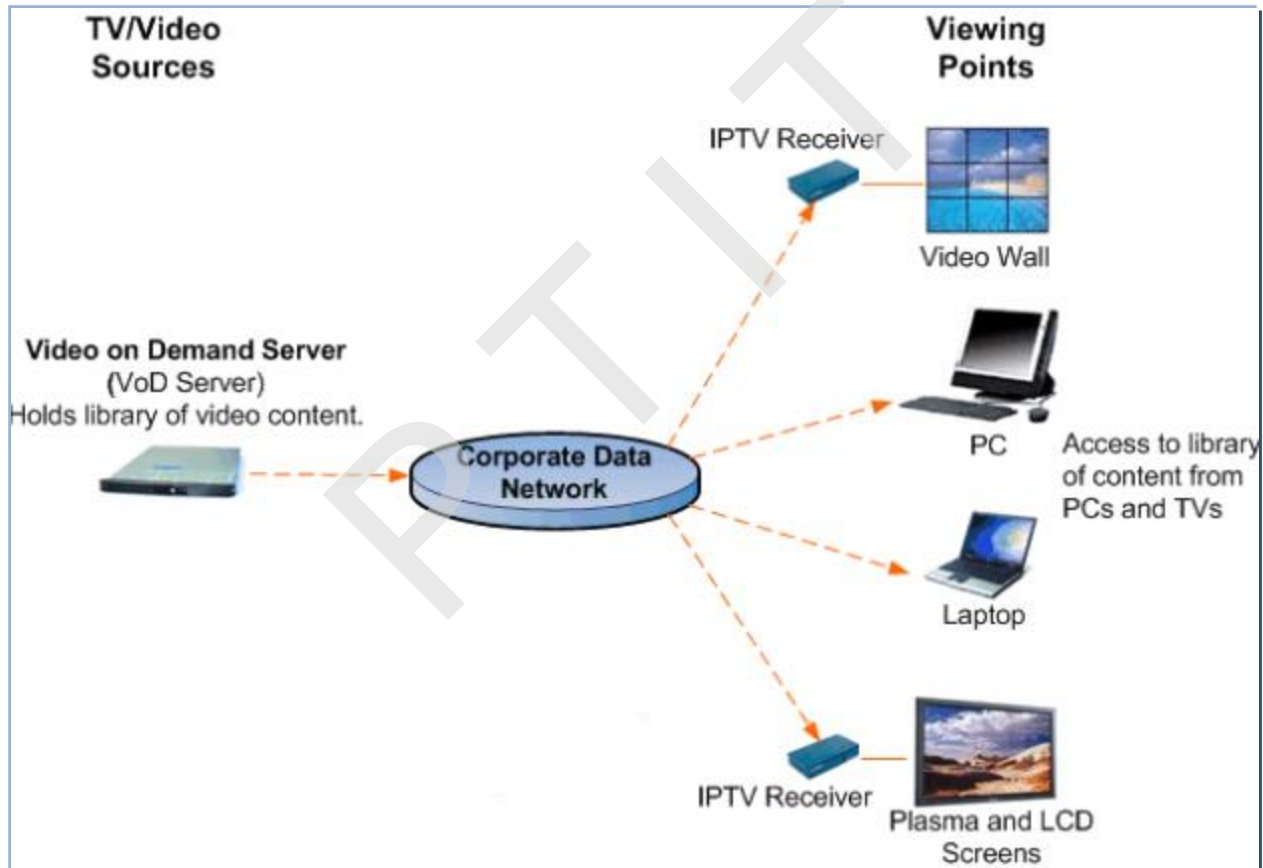 TV/Video
Sources
Viewing
Points
IPTV Receiver
Video Wall
Video on Demand Server
(VoD Server)
Holds library of video content.
Corporate Data
Network
PC
Access to library
of content from
PCs and TVs
Laptop
IPTV Receiver
Plasma and LCD
Screens
PTIT